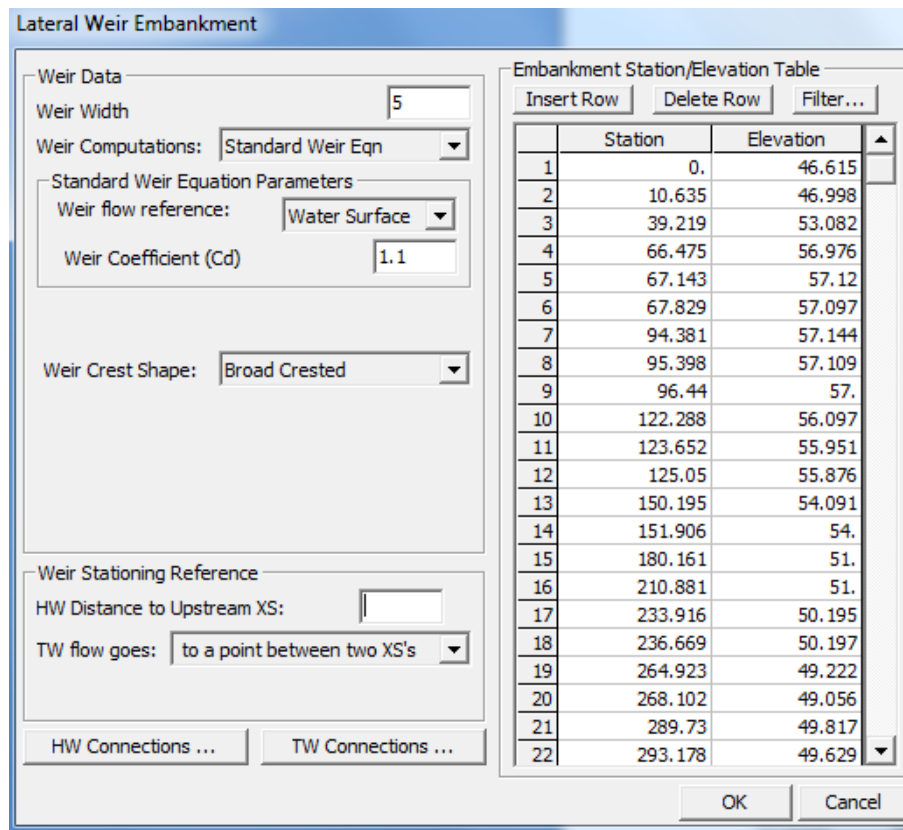 Lateral Weir Embankment
Weir Data
Weir Width 5
Weir Computations: Standard Weir Eqn
Standard Weir Equation Parameters
Weir flow reference: Water Surface
Weir Coefficient (Cd) 1.1
Weir Crest Shape: Broad Crested
Weir Stationing Reference
HW Distance to Upstream XS:
TW flow goes: to a point between two XS's
HW Connections ... TW Connections ...
Embankment Station/Elevation Table
Insert Row Delete Row Filter...
Station Elevation
1 0. 46.615
2 10.635 46.998
3 39.219 53.082
4 66.475 56.976
5 67.143 57.12
6 67.829 57.097
7 94.381 57.144
8 95.398 57.109
9 96.44 57.
10 122.288 56.097
11 123.652 55.951
12 125.05 55.876
13 150.195 54.091
14 151.906 54.
15 180.161 51.
16 210.881 51.
17 233.916 50.195
18 236.669 50.197
19 264.923 49.222
20 268.102 49.056
21 289.73 49.817
22 293.178 49.629
OK Cancel